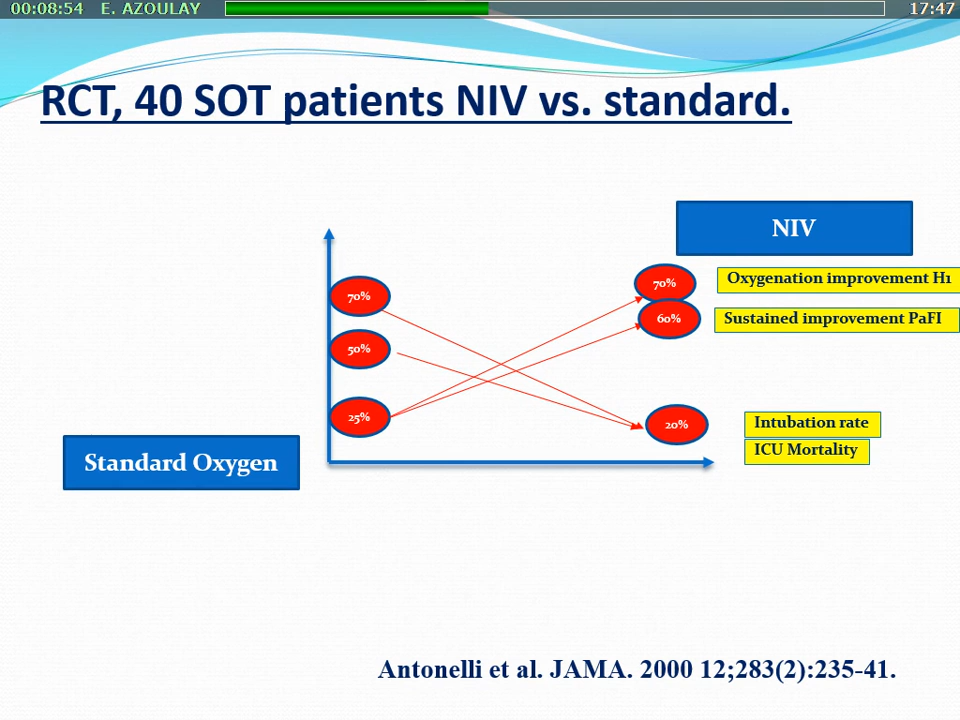 00:08:54 E. AZOULAY 17:47
RCT, 40 SOT patients NIV vs. standard.
NIV
70%
70%
Oxygenation improvement H1
60%
Sustained improvement PaFI
50%
25%
20%
Intubation rate
ICU Mortality
Standard Oxygen
Antonelli et al. JAMA. 2000 12;283(2):235-41.